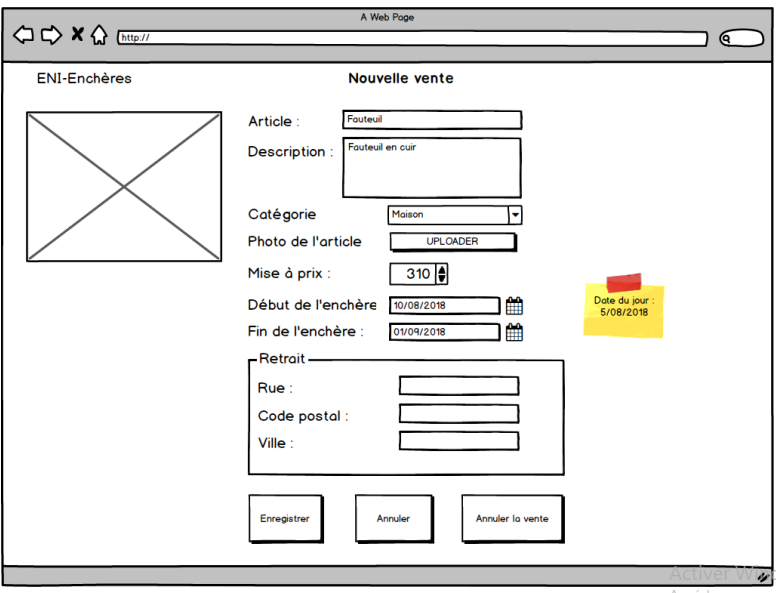 A Web Page
http://
ENI-Enchères
Nouvelle vente
Article :
Fauteuil
Description :
Fauteuil en cuir
Catégorie
Maison
Photo de l'article
UPLOADER
Mise à prix :
310
Début de l'enchère
10/08/2018
Fin de l'enchère :
01/09/2018
Date du jour :
5/08/2018
Retrait
Rue :
Code postal :
Ville :
Enregistrer
Annuler
Annuler la vente
Activer Win